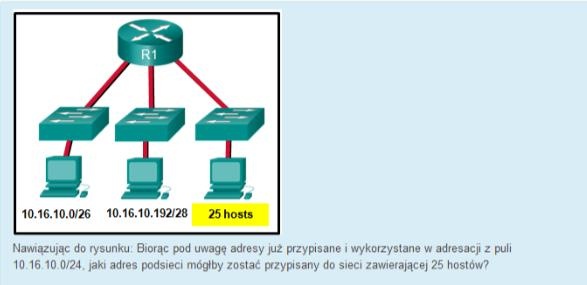 R1
10.16.10.0/26 10.16.10.192/28 25 hosts
Nawiązując do rysunku: Biorąc pod uwagę adresy już przypisane i wykorzystane w adresacji z puli
10.16.10.0/24, jaki adres podsieci mógłby zostać przypisany do sieci zawierającej 25 hostów?